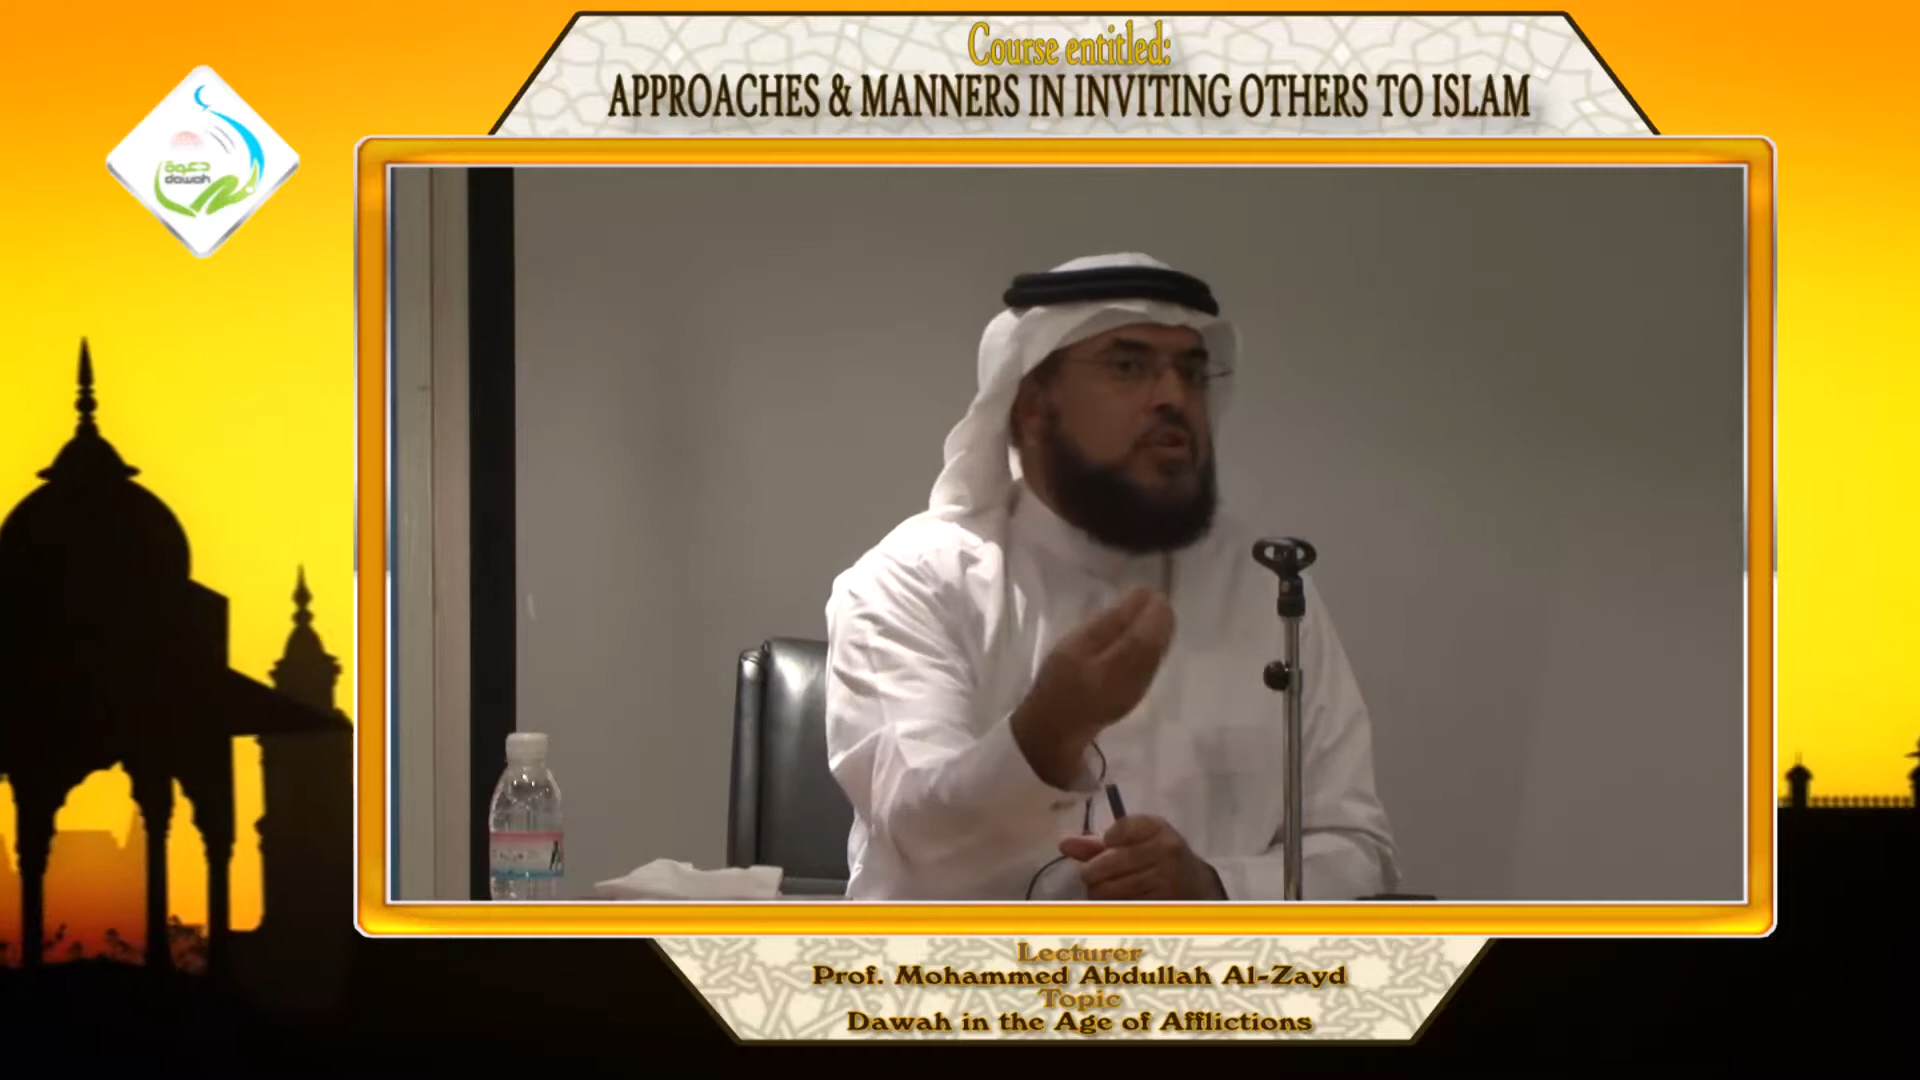 Course entitled:
APPROACHES & MANNERS IN INVITING OTHERS TO ISLAM
دعوة
dawah
Lecturer
Prof. Mohammed Abdullah Al-Zayd
Topic
Dawah in the Age of Afflictions